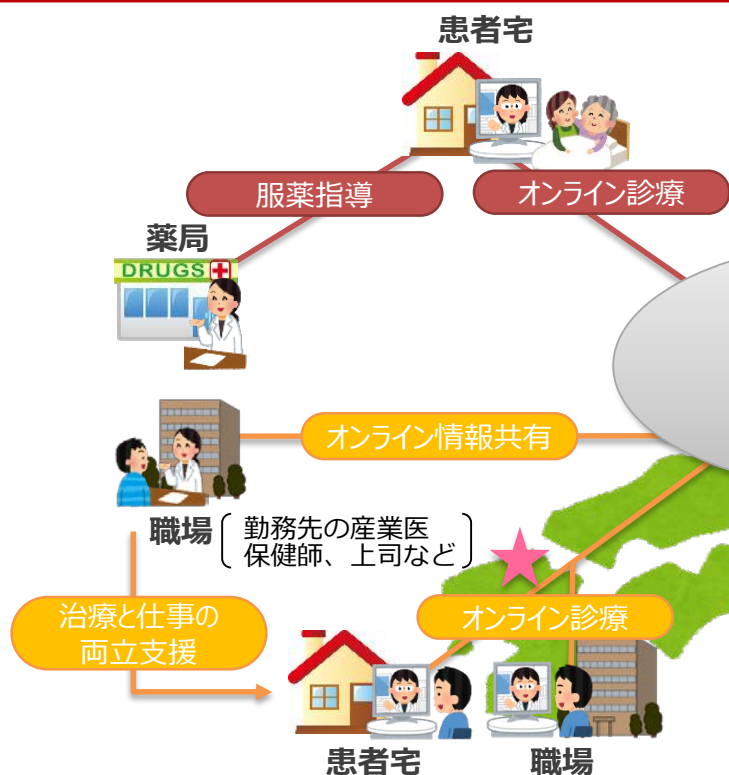 患者宅
服薬指導
オンライン診療
薬局
DRUGS
オンライン情報共有
職場
勤務先の産業医
保健師、上司など
治療と仕事の
両立支援
オンライン診療
患者宅
職場